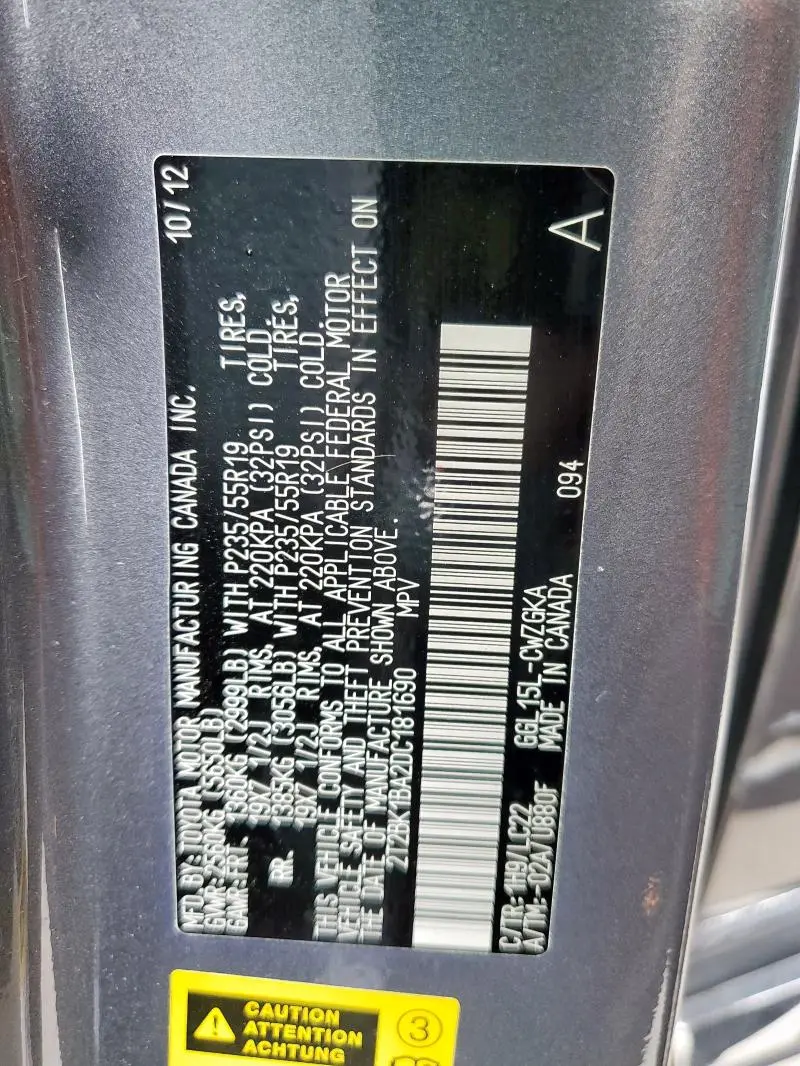 MFD BY:TOYOTA MOTOR MANUFACTURING CANADA INC. 10/12
GVWR:2560KG (5650LB)
GAWR:FRT- 1360KG (2999LB) WITH P235/55R19 TIRES,
19X7 1/2J RIMS, AT 220KPA (32PSI) COLD.
RR. 1385KG (3056LB) WITH P235/55R19 TIRES,
19X7 1/2J RIMS, AT 220KPA (32PSI) COLD.
THIS VEHICLE CONFORMS TO ALL APPLICABLE FEDERAL MOTOR
VEHICLE SAFETY AND THEFT PREVENTION STANDARDS IN EFFECT ON
THE DATE OF MANUFACTURE SHOWN ABOVE.
2T2BK1BA2DC181690 MPV
C/TR: 1H9/LC22 GGL15L-CWZGKA 094 A
A/TM:-02A/U880F MADE IN CANADA
CAUTION
ATTENTION
ACHTUNG
3